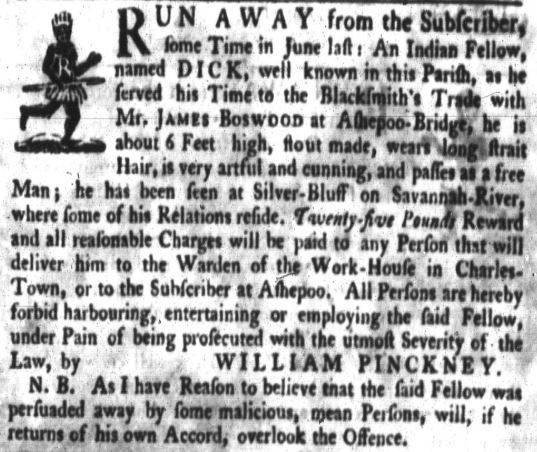 RUN AWAY from the Subſcriber,
ſome Time in June laſt: An Indian Fellow,
named DICK, well known in this Pariſh, as he
ſerved his Time to the Blackſmith's Trade with
Mr. JAMES BOSWOOD at Aſhepoo-Bridge, he is
about 6 Feet high, ſtout made, wears long ſtrait
Hair, is very artful and cunning, and paſſes as a free
Man; he has been ſeen at Silver-Bluff on Savannah-River,
where ſome of his Relations reſide. Twenty-five Pounds Reward
and all reaſonable Charges will be paid to any Perſon that will
deliver him to the Warden of the Work-Houſe in Charles-
Town, or to the Subſcriber at Aſhepoo. All Perſons are hereby
forbid harbouring, entertaining or employing the ſaid Fellow,
under Pain of being proſecuted with the utmoſt Severity of the
Law, by WILLIAM PINCKNEY.
N. B. As I have Reaſon to believe that the ſaid Fellow was
perſuaded away by ſome malicious, mean Perſons, will, if he
returns of his own Accord, overlook the Offence.
R